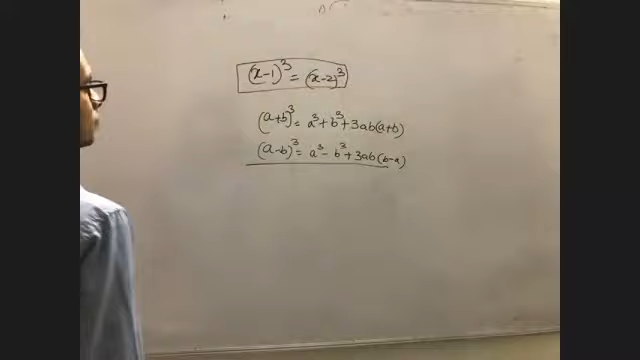 (x-1)³ = (x-2)³
(a+b)³ = a³ + b³ + 3ab(a+b)
(a-b)³ = a³ - b³ + 3ab(b-a)